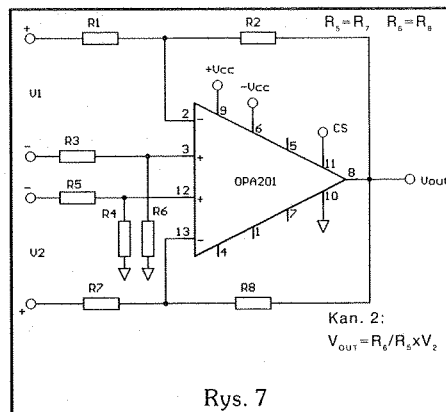 R1 R2 R₅=R₇ R₆=R₈
+
V1
+Vcc
-Vcc
CS
2
9
6
5
11
−
−
R3
3
+
OPA201
8
Vout
−
R5
12
+
10
R4 R6
7
13
−
1
4
V2
+
R7 R8
Kan. 2:
V_OUT=R₆/R₅xV₂
Rys. 7